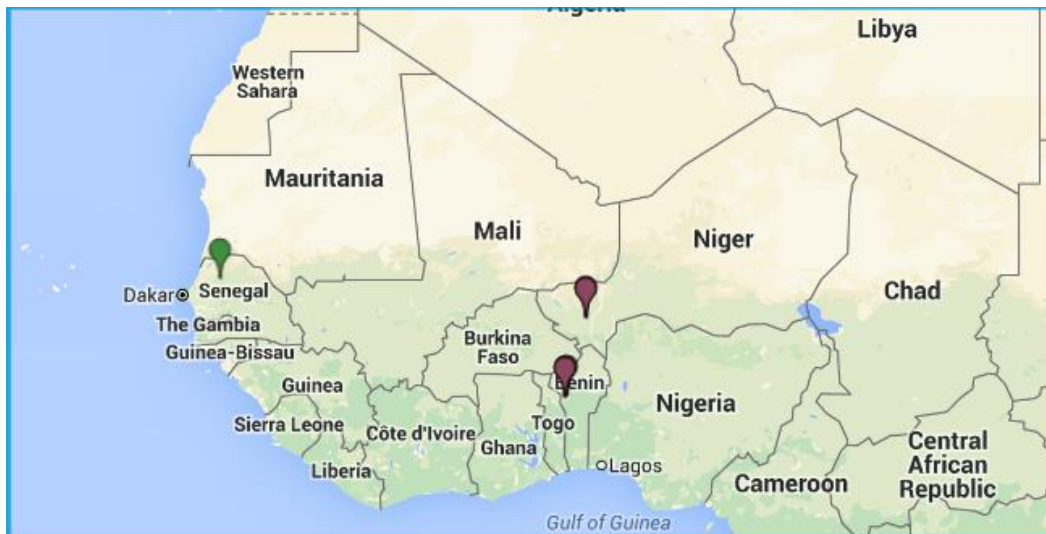 Algeria
Libya
Western
Sahara
Mauritania
Mali
Niger
Chad
Dakar
Senegal
The Gambia
Guinea-Bissau
Burkina
Faso
Benin
Guinea
Nigeria
Sierra Leone
Côte d'Ivoire
Togo
Ghana
Central
African
Republic
Liberia
Lagos
Cameroon
Gulf of Guinea